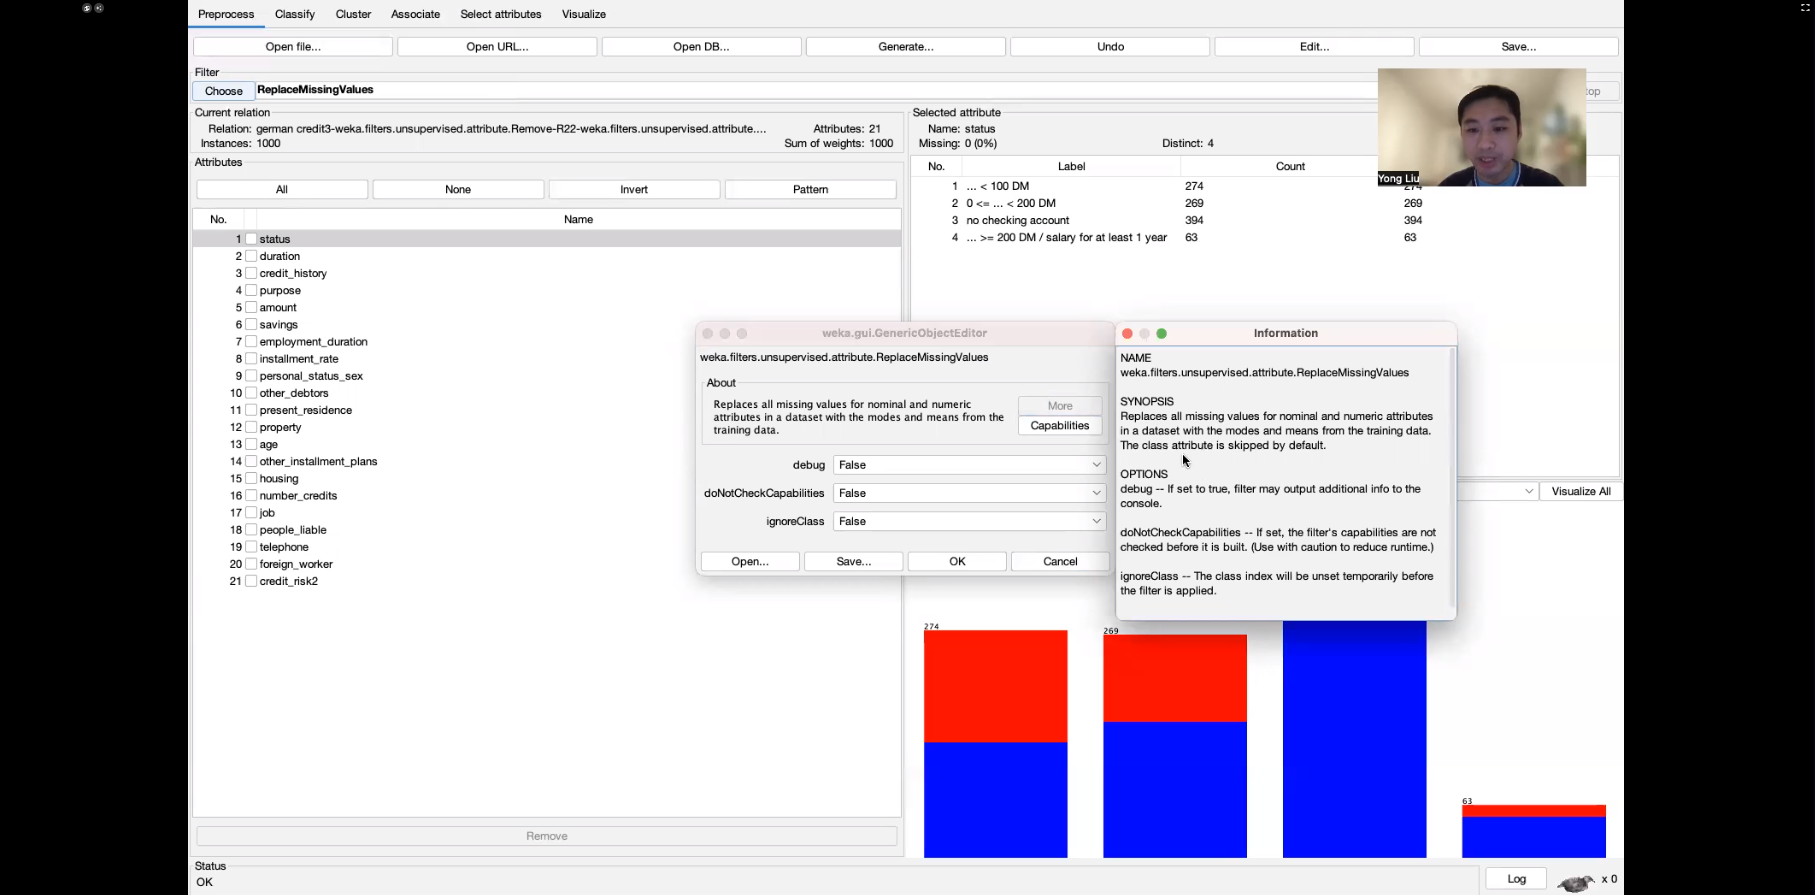 Preprocess Classify Cluster Associate Select attributes Visualize
Open file... Open URL... Open DB... Generate... Undo Edit... Save...
Filter
Choose ReplaceMissingValues
Current relation
Relation: german credit3-weka.filters.unsupervised.attribute.Remove-R22-weka.filters.unsupervised.attribute.... Attributes: 21
Instances: 1000 Sum of weights: 1000
Attributes
All None Invert Pattern
No. Name
1 status
2 duration
3 credit_history
4 purpose
5 amount
6 savings
7 employment_duration
8 installment_rate
9 personal_status_sex
10 other_debtors
11 present_residence
12 property
13 age
14 other_installment_plans
15 housing
16 number_credits
17 job
18 people_liable
19 telephone
20 foreign_worker
21 credit_risk2
Remove
Selected attribute
Name: status
Missing: 0 (0%) Distinct: 4
No. Label Count
1 ... < 100 DM 274
2 0 <= ... < 200 DM 269 269
3 no checking account 394 394
4 ... >= 200 DM / salary for at least 1 year 63 63
Yong Liu
weka.gui.GenericObjectEditor
weka.filters.unsupervised.attribute.ReplaceMissingValues
About
Replaces all missing values for nominal and numeric
attributes in a dataset with the modes and means from the
training data.
More
Capabilities
debug False
doNotCheckCapabilities False
ignoreClass False
Open... Save... OK Cancel
Information
NAME
weka.filters.unsupervised.attribute.ReplaceMissingValues
SYNOPSIS
Replaces all missing values for nominal and numeric attributes
in a dataset with the modes and means from the training data.
The class attribute is skipped by default.
OPTIONS
debug -- If set to true, filter may output additional info to the
console.
doNotCheckCapabilities -- If set, the filter's capabilities are not
checked before it is built. (Use with caution to reduce runtime.)
ignoreClass -- The class index will be unset temporarily before
the filter is applied.
Visualize All
274
269
63
Status
OK
Log x 0